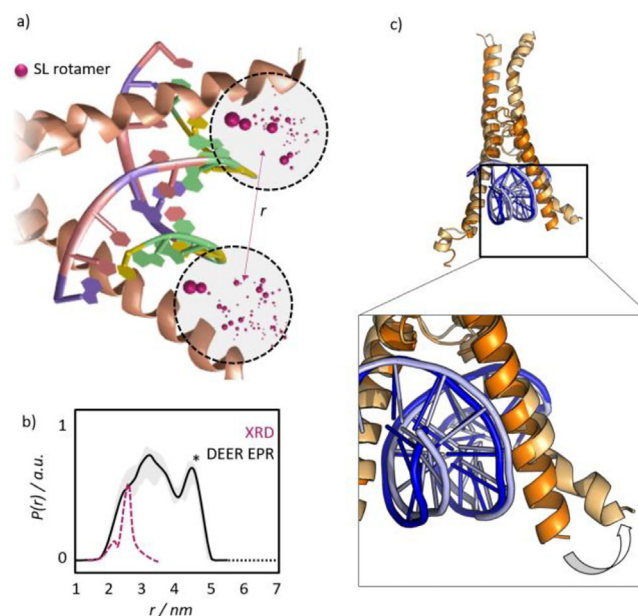 a)
SL rotamer
r
b)
1
P(r) / a.u.
0
XRD
DEER EPR
*
1 2 3 4 5 6 7
r / nm
c)